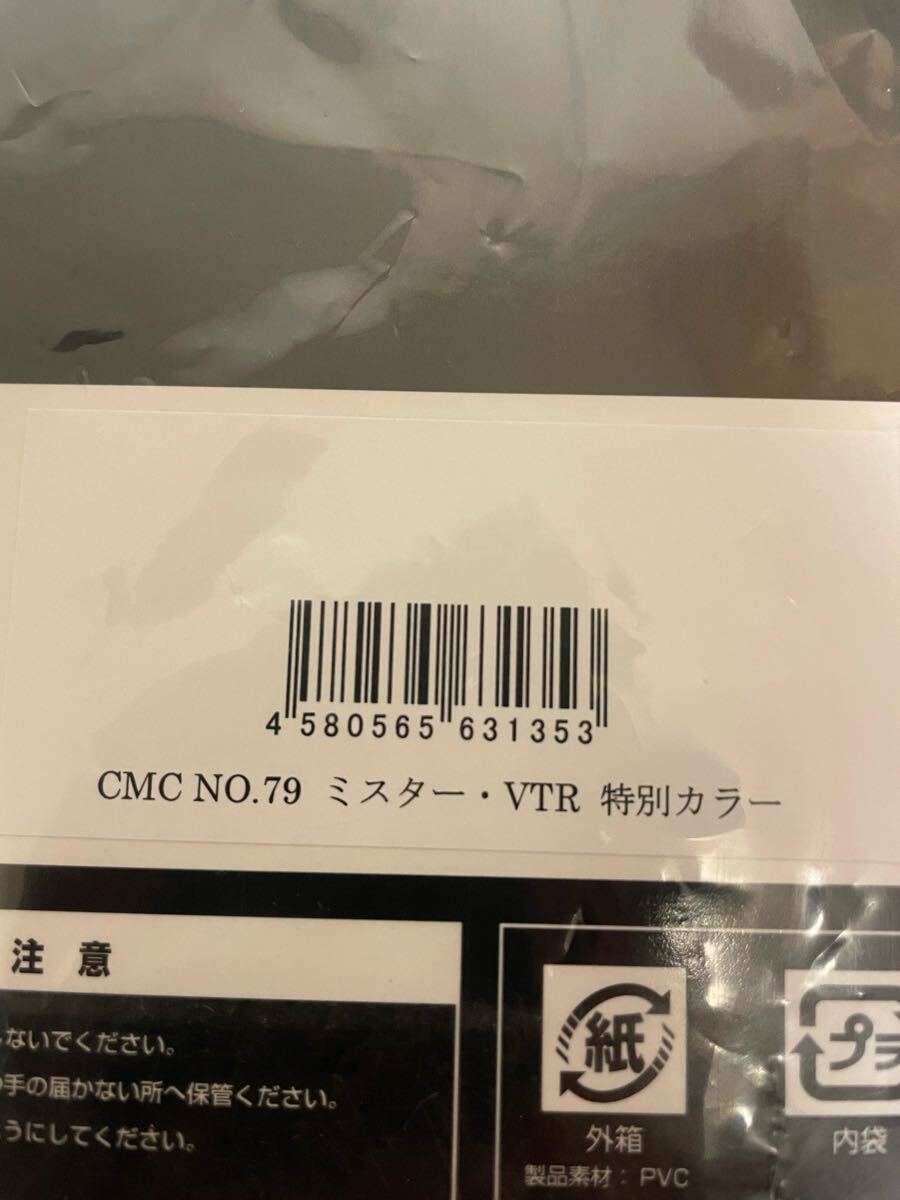 4 580565 631353
CMC NO.79 ミスター・VTR 特別カラー
注 意
ないでください。
手の届かない所へ保管ください。
うにしてください。
紙
外箱
製品素材：PVC
プラ
内袋